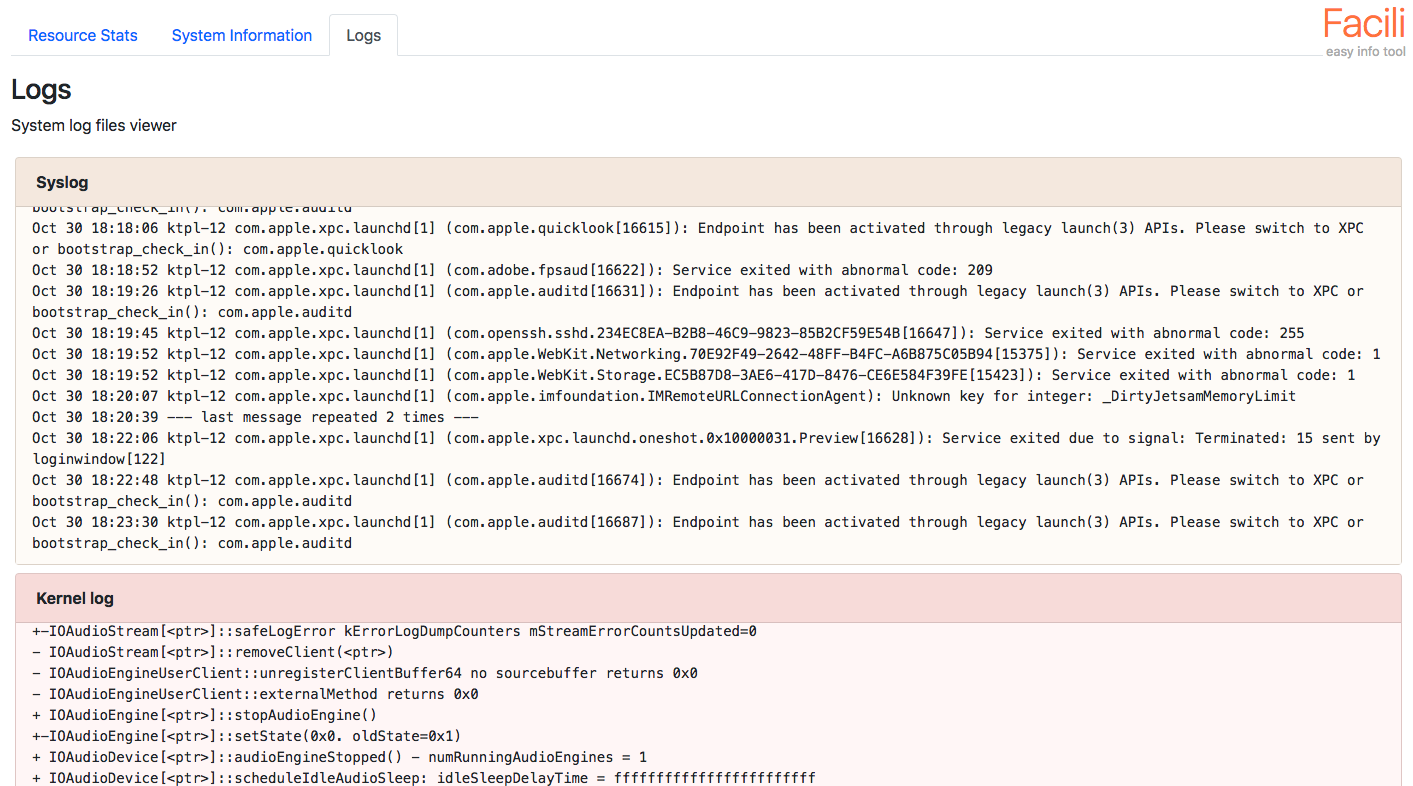 Resource Stats
System Information
Logs
Facili
easy info tool
Logs
System log files viewer
Syslog
bootstrap_check_in(): com.apple.auditd
Oct 30 18:18:06 ktpl-12 com.apple.xpc.launchd[1] (com.apple.quicklook[16615]): Endpoint has been activated through legacy launch(3) APIs. Please switch to XPC
or bootstrap_check_in(): com.apple.quicklook
Oct 30 18:18:52 ktpl-12 com.apple.xpc.launchd[1] (com.adobe.fpsaud[16622]): Service exited with abnormal code: 209
Oct 30 18:19:26 ktpl-12 com.apple.xpc.launchd[1] (com.apple.auditd[16631]): Endpoint has been activated through legacy launch(3) APIs. Please switch to XPC or
bootstrap_check_in(): com.apple.auditd
Oct 30 18:19:45 ktpl-12 com.apple.xpc.launchd[1] (com.openssh.sshd.234EC8EA-B2B8-46C9-9823-85B2CF59E54B[16647]): Service exited with abnormal code: 255
Oct 30 18:19:52 ktpl-12 com.apple.xpc.launchd[1] (com.apple.WebKit.Networking.70E92F49-2642-48FF-B4FC-A6B875C05B94[15375]): Service exited with abnormal code: 1
Oct 30 18:19:52 ktpl-12 com.apple.xpc.launchd[1] (com.apple.WebKit.Storage.EC5B87D8-3AE6-417D-8476-CE6E584F39FE[15423]): Service exited with abnormal code: 1
Oct 30 18:20:07 ktpl-12 com.apple.xpc.launchd[1] (com.apple.imfoundation.IMRemoteURLConnectionAgent): Unknown key for integer: _DirtyJetsamMemoryLimit
Oct 30 18:20:39 --- last message repeated 2 times ---
Oct 30 18:22:06 ktpl-12 com.apple.xpc.launchd[1] (com.apple.xpc.launchd.oneshot.0x10000031.Preview[16628]): Service exited due to signal: Terminated: 15 sent by
loginwindow[122]
Oct 30 18:22:48 ktpl-12 com.apple.xpc.launchd[1] (com.apple.auditd[16674]): Endpoint has been activated through legacy launch(3) APIs. Please switch to XPC or
bootstrap_check_in(): com.apple.auditd
Oct 30 18:23:30 ktpl-12 com.apple.xpc.launchd[1] (com.apple.auditd[16687]): Endpoint has been activated through legacy launch(3) APIs. Please switch to XPC or
bootstrap_check_in(): com.apple.auditd
Kernel log
+-IOAudioStream[<ptr>]::safeLogError kErrorLogDumpCounters mStreamErrorCountsUpdated=0
- IOAudioStream[<ptr>]::removeClient(<ptr>)
- IOAudioEngineUserClient::unregisterClientBuffer64 no sourcebuffer returns 0x0
- IOAudioEngineUserClient::externalMethod returns 0x0
+ IOAudioEngine[<ptr>]::stopAudioEngine()
+-IOAudioEngine[<ptr>]::setState(0x0. oldState=0x1)
+ IOAudioDevice[<ptr>]::audioEngineStopped() - numRunningAudioEngines = 1
+ IOAudioDevice[<ptr>]::scheduleIdleAudioSleep: idleSleepDelayTime = ffffffffffffffffffffffff